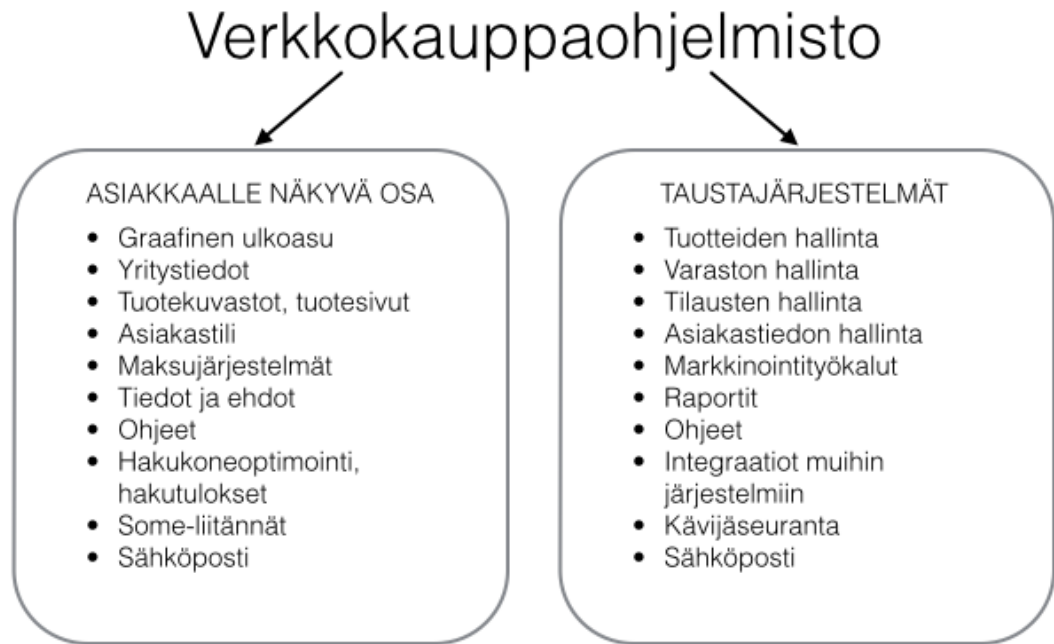 Verkkokauppaohjelmisto
ASIAKKAALLE NÄKYVÄ OSA
• Graafinen ulkoasu
• Yritystiedot
• Tuotekuvastot, tuotesivut
• Asiakastili
• Maksujärjestelmät
• Tiedot ja ehdot
• Ohjeet
• Hakukoneoptimointi,
hakutulokset
• Some-liitännät
• Sähköposti
TAUSTAJÄRJESTELMÄT
• Tuotteiden hallinta
• Varaston hallinta
• Tilausten hallinta
• Asiakastiedon hallinta
• Markkinointityökalut
• Raportit
• Ohjeet
• Integraatiot muihin
järjestelmiin
• Kävijäseuranta
• Sähköposti